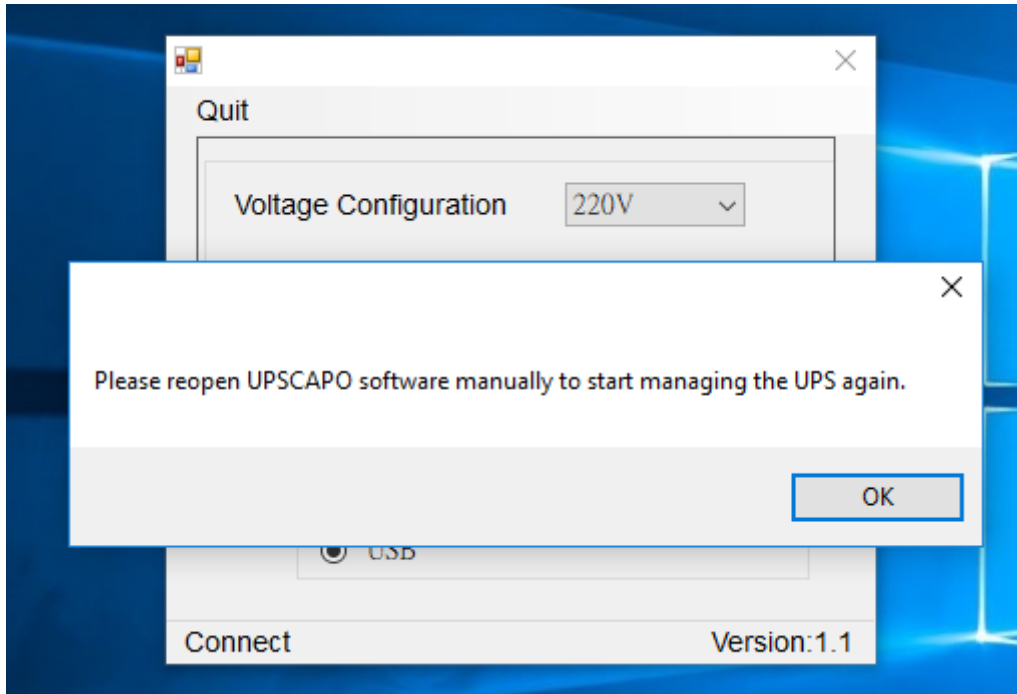 Quit
Voltage Configuration 220V
Please reopen UPSCAPO software manually to start managing the UPS again.
OK
USB
Connect Version:1.1